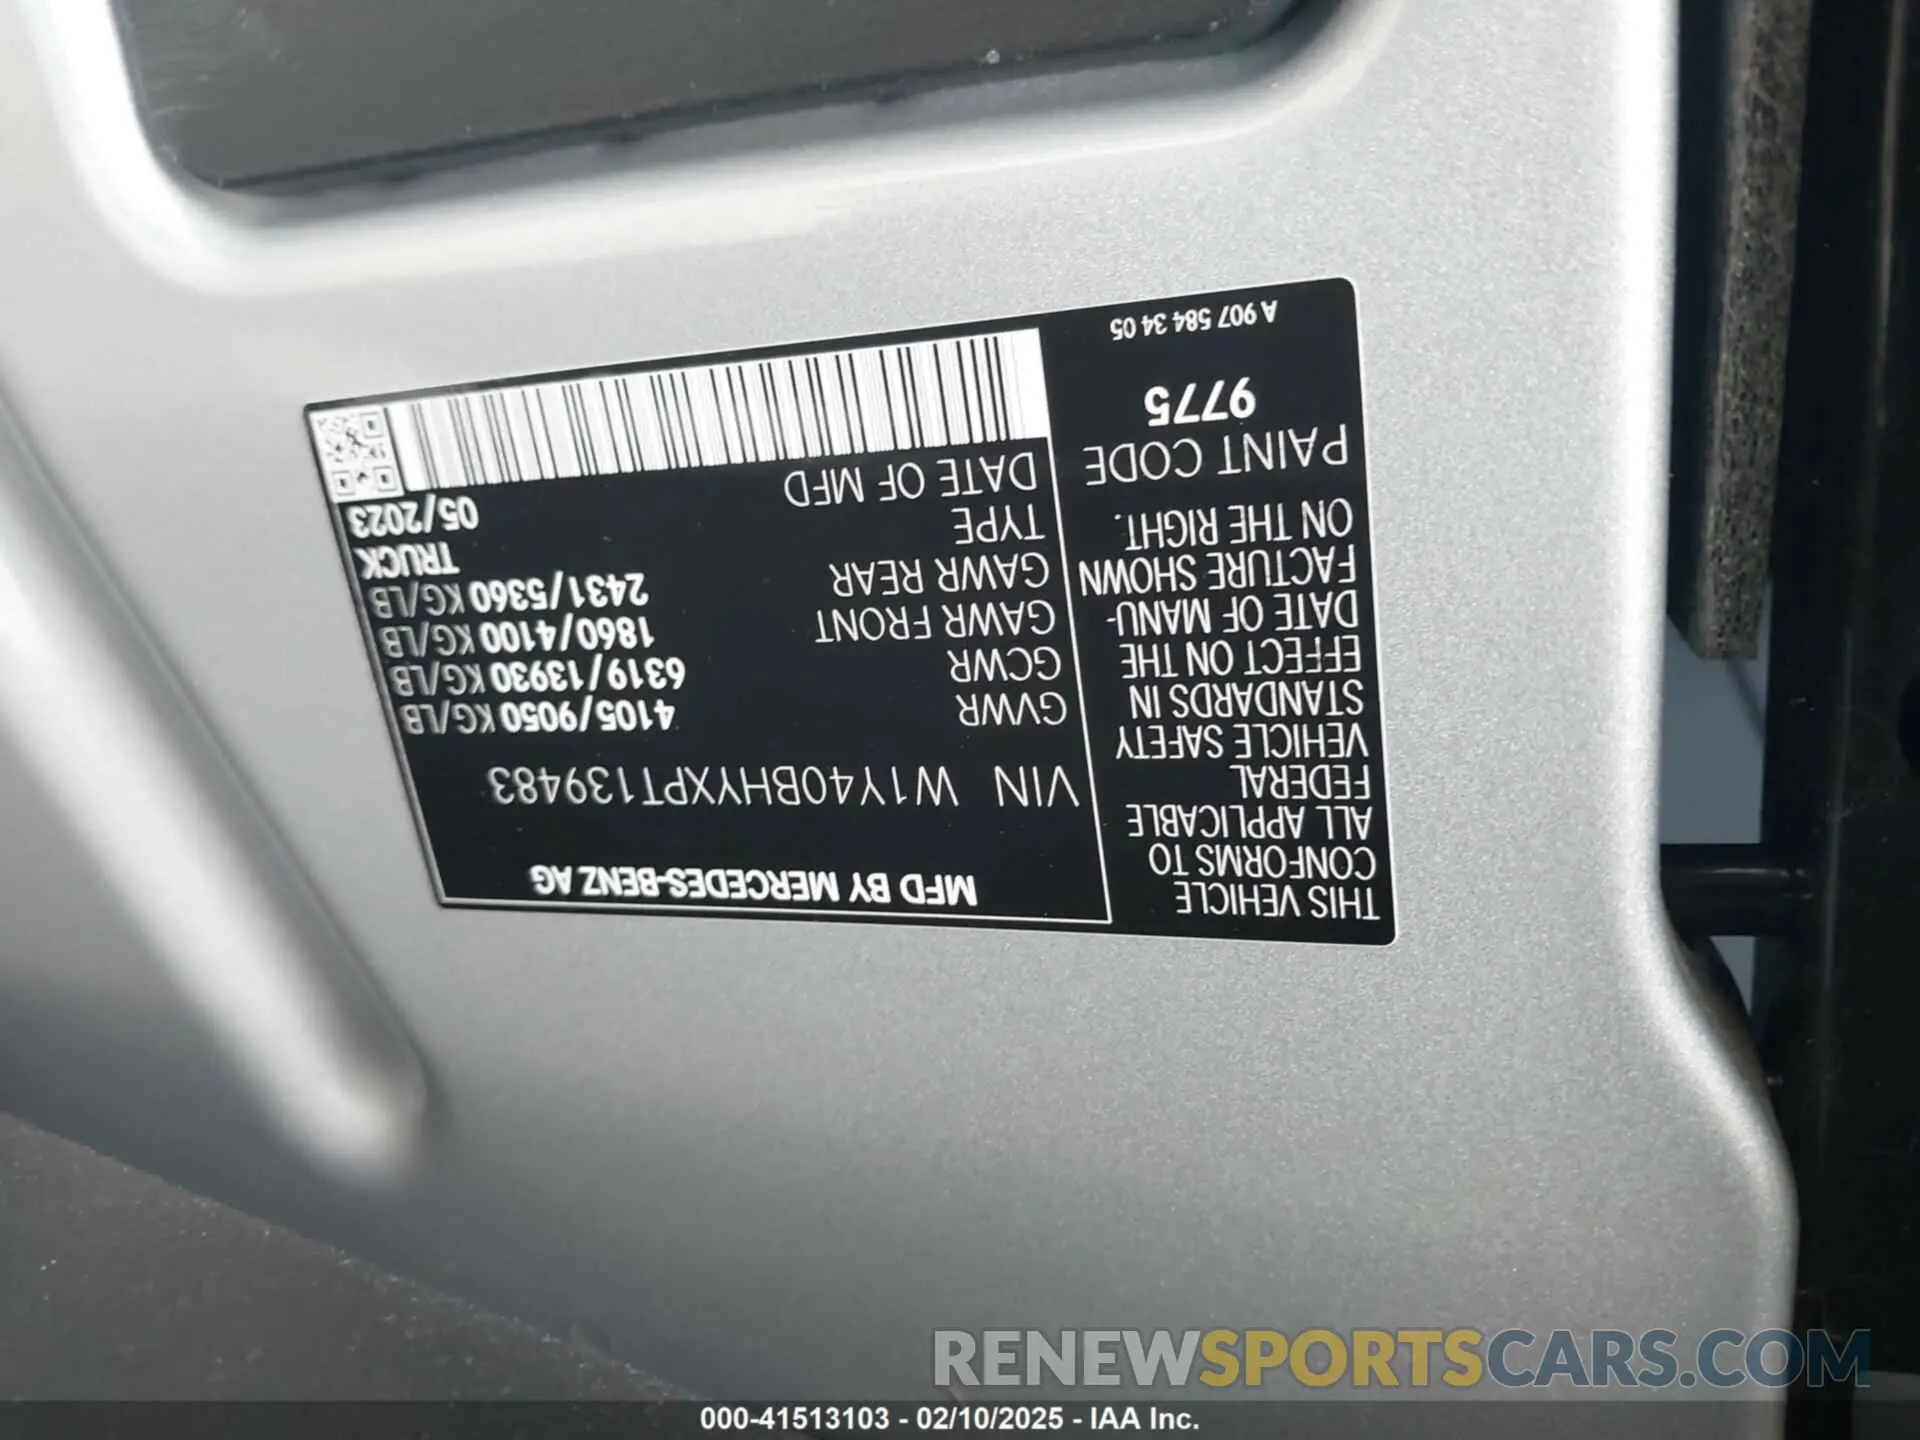 MFD BY MERCEDES-BENZ AG
VIN W1Y40BHYXPT139483
GVWR 4105/9050 KG/LB
GCWR 6319/13930 KG/LB
GAWR FRONT 1860/4100 KG/LB
GAWR REAR 2431/5360 KG/LB
TYPE TRUCK
DATE OF MFD 05/2023
THIS VEHICLE
CONFORMS TO
ALL APPLICABLE
FEDERAL
VEHICLE SAFETY
STANDARDS IN
EFFECT ON THE
DATE OF MANU-
FACTURE SHOWN
ON THE RIGHT.
PAINT CODE
9775
A 907 584 34 05
RENEWSPORTSCARS.COM
000-41513103 - 02/10/2025 - IAA Inc.